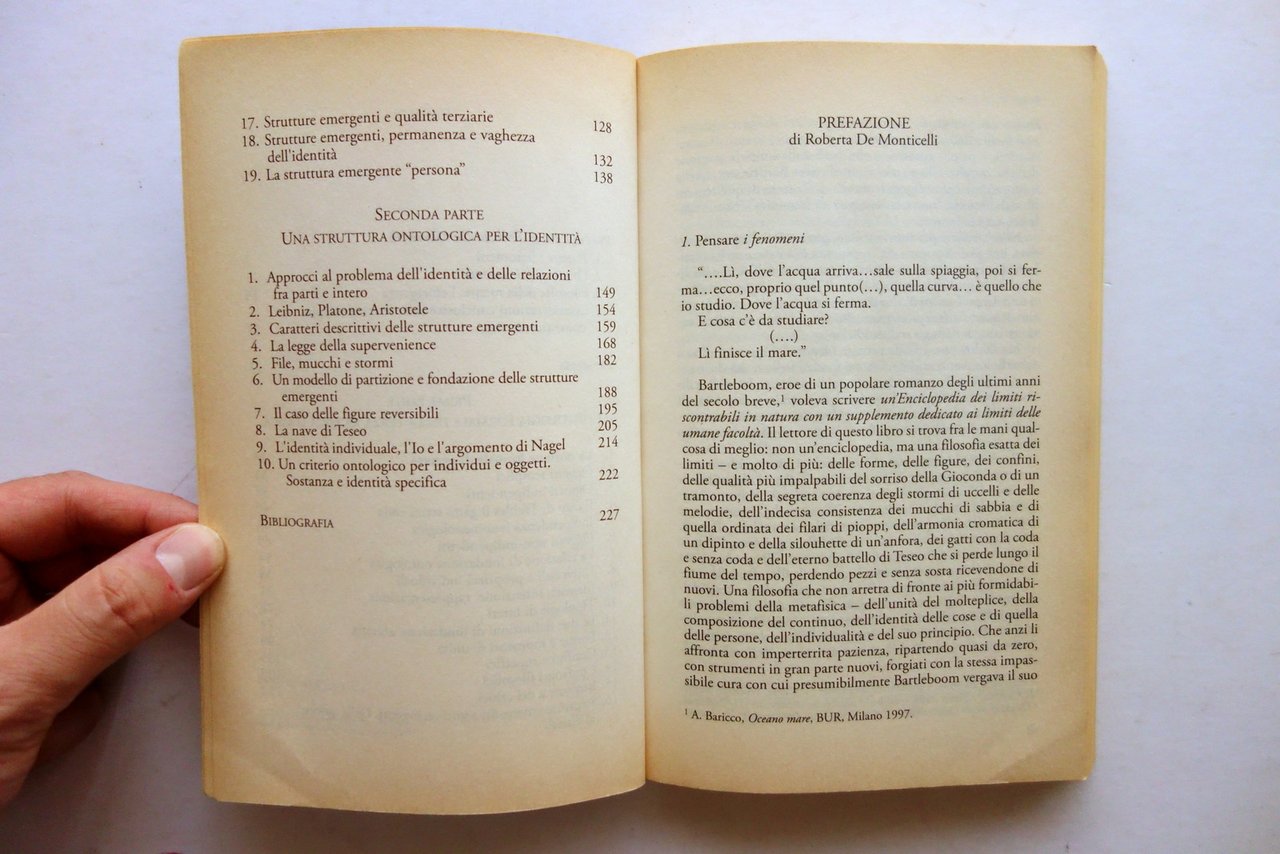 17. Strutture emergenti e qualità terziarie 128
18. Strutture emergenti, permanenza e vaghezza
dell'identità 132
19. La struttura emergente “persona” 138
SECONDA PARTE
UNA STRUTTURA ONTOLOGICA PER L'IDENTITÀ
1. Approcci al problema dell'identità e delle relazioni
fra parti e intero 149
2. Leibniz, Platone, Aristotele 154
3. Caratteri descrittivi delle strutture emergenti 159
4. La legge della supervenience 168
5. File, mucchi e stormi 182
6. Un modello di partizione e fondazione delle strutture
emergenti 188
7. Il caso delle figure reversibili 195
8. La nave di Teseo 205
9. L'identità individuale, l'Io e l'argomento di Nagel 214
10. Un criterio ontologico per individui e oggetti.
Sostanza e identità specifica 222
BIBLIOGRAFIA 227
PREFAZIONE
di Roberta De Monticelli
1. Pensare i fenomeni
“….Lì, dove l'acqua arriva…sale sulla spiaggia, poi si fer-
ma…ecco, proprio quel punto(…), quella curva… è quello che
io studio. Dove l'acqua si ferma.
E cosa c'è da studiare?
(….)
Lì finisce il mare.”
Bartleboom, eroe di un popolare romanzo degli ultimi anni
del secolo breve,1 voleva scrivere un'Enciclopedia dei limiti ri-
scontrabili in natura con un supplemento dedicato ai limiti delle
umane facoltà. Il lettore di questo libro si trova fra le mani qual-
cosa di meglio: non un'enciclopedia, ma una filosofia esatta dei
limiti – e molto di più: delle forme, delle figure, dei confini,
delle qualità più impalpabili del sorriso della Gioconda o di un
tramonto, della segreta coerenza degli stormi di uccelli e delle
melodie, dell'indecisa consistenza dei mucchi di sabbia e di
quella ordinata dei filari di pioppi, dell'armonia cromatica di
un dipinto e della silouhette di un'anfora, dei gatti con la coda
e senza coda e dell'eterno battello di Teseo che si perde lungo il
fiume del tempo, perdendo pezzi e senza sosta ricevendone di
nuovi. Una filosofia che non arretra di fronte ai più formidabi-
li problemi della metafisica – dell'unità del molteplice, della
composizione del continuo, dell'identità delle cose e di quella
delle persone, dell'individualità e del suo principio. Che anzi li
affronta con imperterrita pazienza, ripartendo quasi da zero,
con strumenti in gran parte nuovi, forgiati con la stessa impas-
sibile cura con cui presumibilmente Bartleboom vergava il suo
1 A. Baricco, Oceano mare, BUR, Milano 1997.